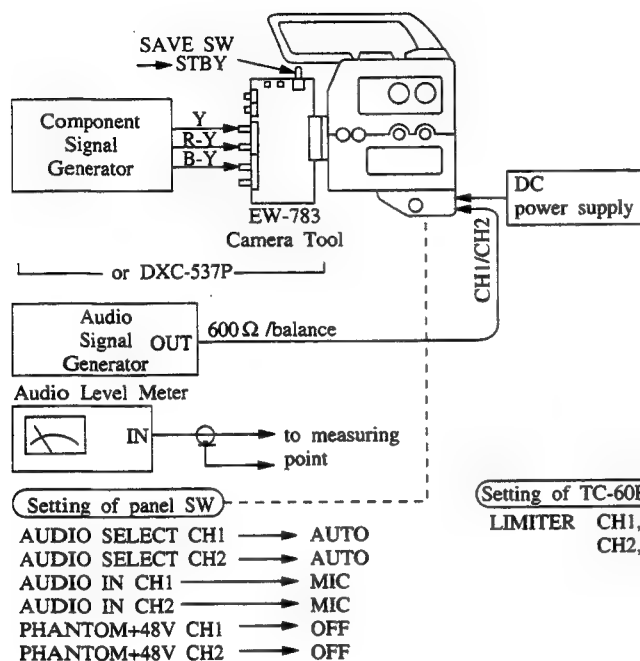 SAVE SW
→ STBY
Component
Signal
Generator
Y
R-Y
B-Y
EW-783
Camera Tool
DC
power supply
or DXC-537P
CH1/CH2
Audio
Signal
Generator
OUT
600Ω/balance
Audio Level Meter
IN
to measuring
point
Setting of panel SW
AUDIO SELECT CH1 → AUTO
AUDIO SELECT CH2 → AUTO
AUDIO IN CH1 → MIC
AUDIO IN CH2 → MIC
PHANTOM+48V CH1 → OFF
PHANTOM+48V CH2 → OFF
Setting of
LIMITER CH1,
CH2,